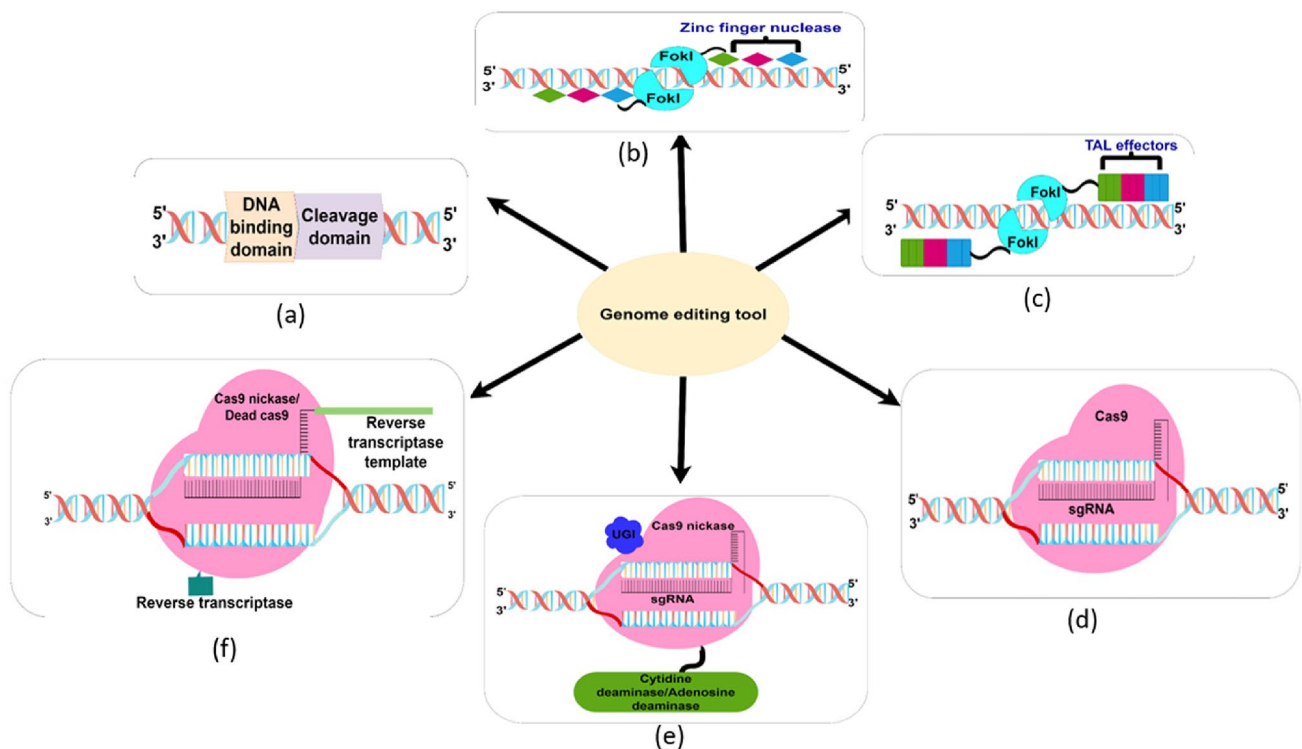 Zinc finger nuclease
FokI
5'
3'
FokI
5'
3'
(b)
TAL effectors
FokI
5'
3'
FokI
5'
3'
(c)
5'
3'
DNA
binding
domain
Cleavage
domain
5'
3'
(a)
Genome editing tool
Cas9 nickase/
Dead cas9
Reverse
transcriptase
template
5'
3'
5'
3'
Reverse transcriptase
(f)
Cas9
sgRNA
5'
3'
5'
3'
(d)
UGI
Cas9 nickase
sgRNA
5'
3'
5'
3'
Cytidine
deaminase/Adenosine
deaminase
(e)